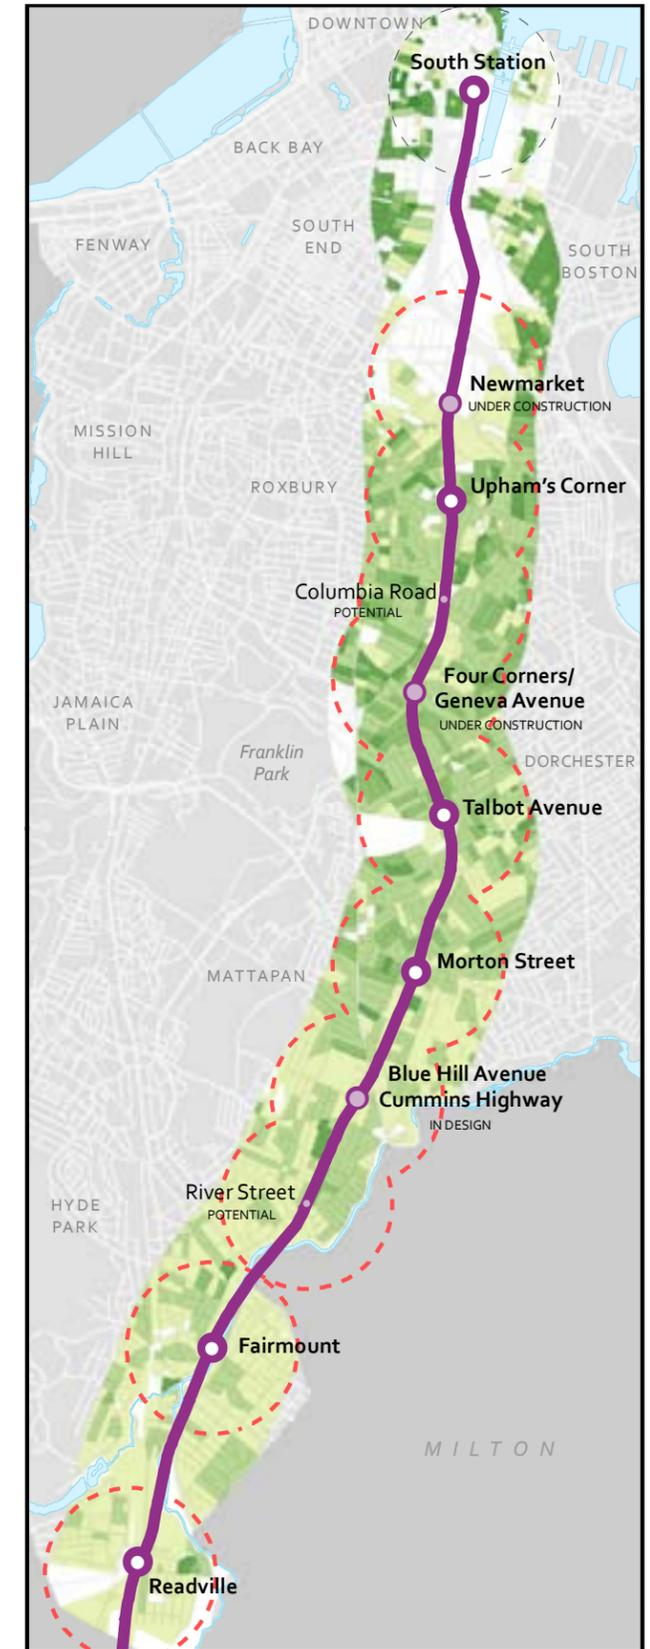 DOWNTOWN
South Station
BACK BAY
SOUTH
END
FENWAY
SOUTH
BOSTON
Newmarket
UNDER CONSTRUCTION
MISSION
HILL
ROXBURY
Upham's Corner
Columbia Road
POTENTIAL
Four Corners/
Geneva Avenue
UNDER CONSTRUCTION
JAMAICA
PLAIN
Franklin
Park
DORCHESTER
Talbot Avenue
Morton Street
MATTAPAN
Blue Hill Avenue
Cummins Highway
IN DESIGN
River Street
POTENTIAL
HYDE
PARK
Fairmount
MILTON
Readville